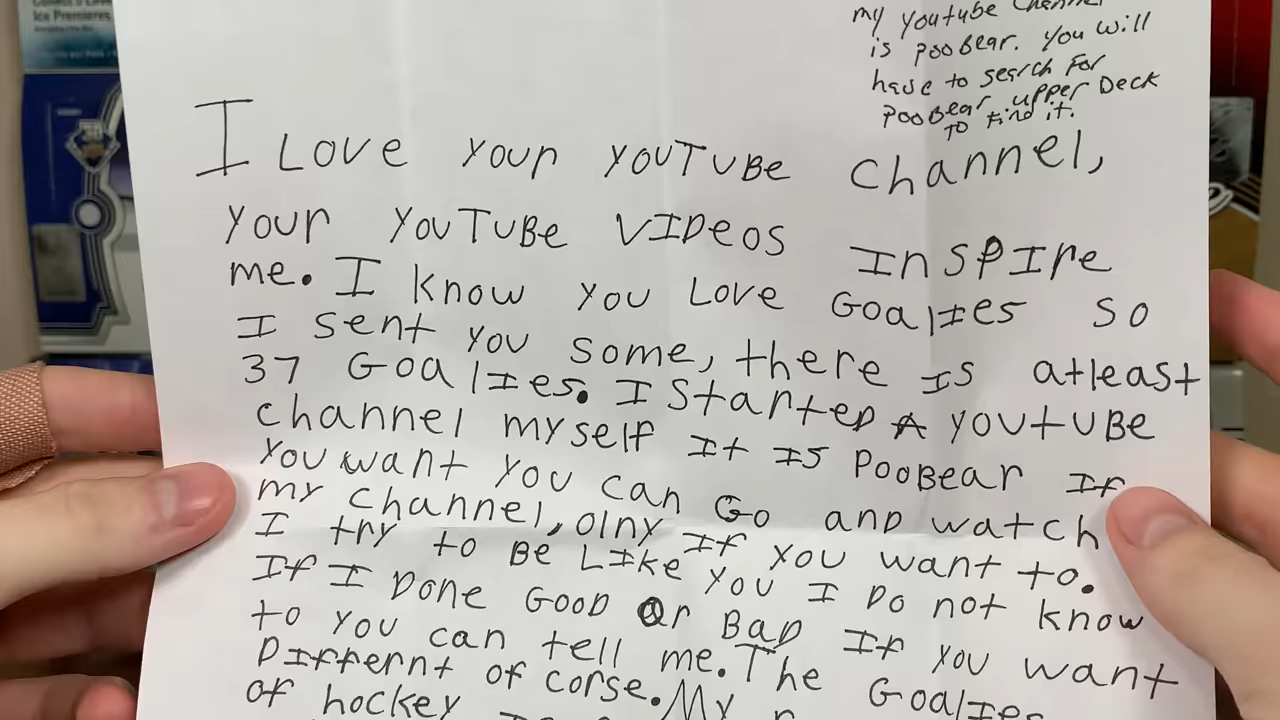 Ice Premieres
my youtube channel
is pooBear. you will
have to search for
pooBear upper Deck
To find it.
I Love your YouTUBe channel,
your YouTUBe VIDeos InSPIre
me. I know you Love GoalIes so
I sent you some, there Is atleast
37 GoalIes. I StarteD A YOUtUBe
channel myself It Is PooBear If
you want you can Go anD watch
my channel, olny If you want to.
I try to Be LIke you I Do not know
If I Done GooD Or BaD If you want
to you can tell me. The GoalIes
DIffernt of corse. My
of hockey